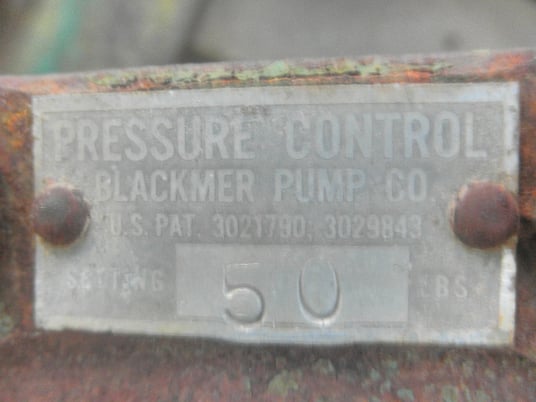 PRESSURE CONTROL
BLACKMER PUMP CO.
U.S. PAT. 3021790; 3029843
SETTING 50 LBS